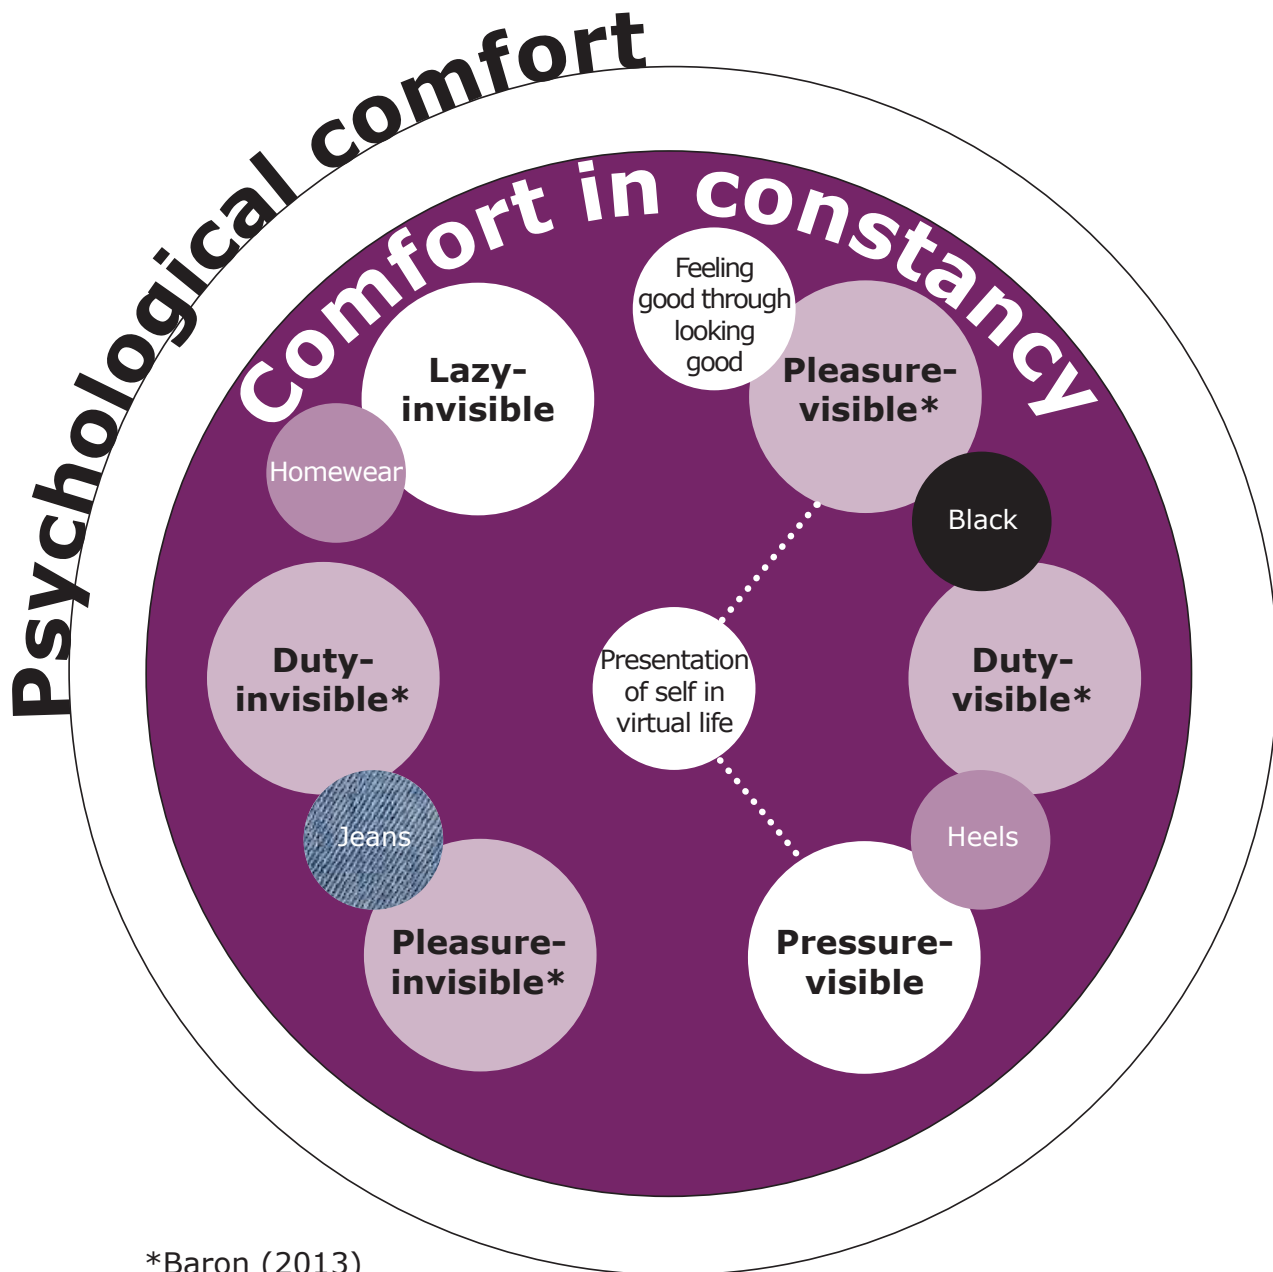 Psychological comfort
Comfort in constancy
Feeling
good through
looking
good
Lazy-
invisible
Pleasure-
visible*
Homewear
Black
Presentation
of self in
virtual life
Duty-
invisible*
Duty-
visible*
Jeans
Heels
Pleasure-
invisible*
Pressure-
visible
*Baron (2013)